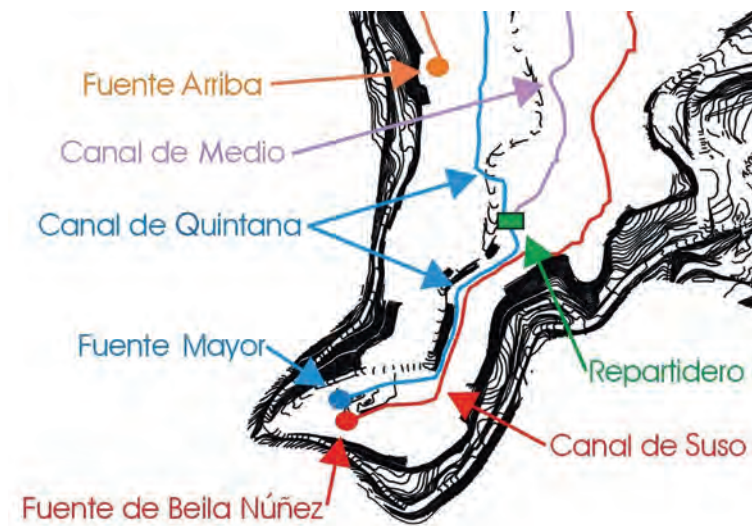 Fuente Arriba
Canal de Medio
Canal de Quintana
Fuente Mayor
Repartidero
Canal de Suso
Fuente de Beila Núñez